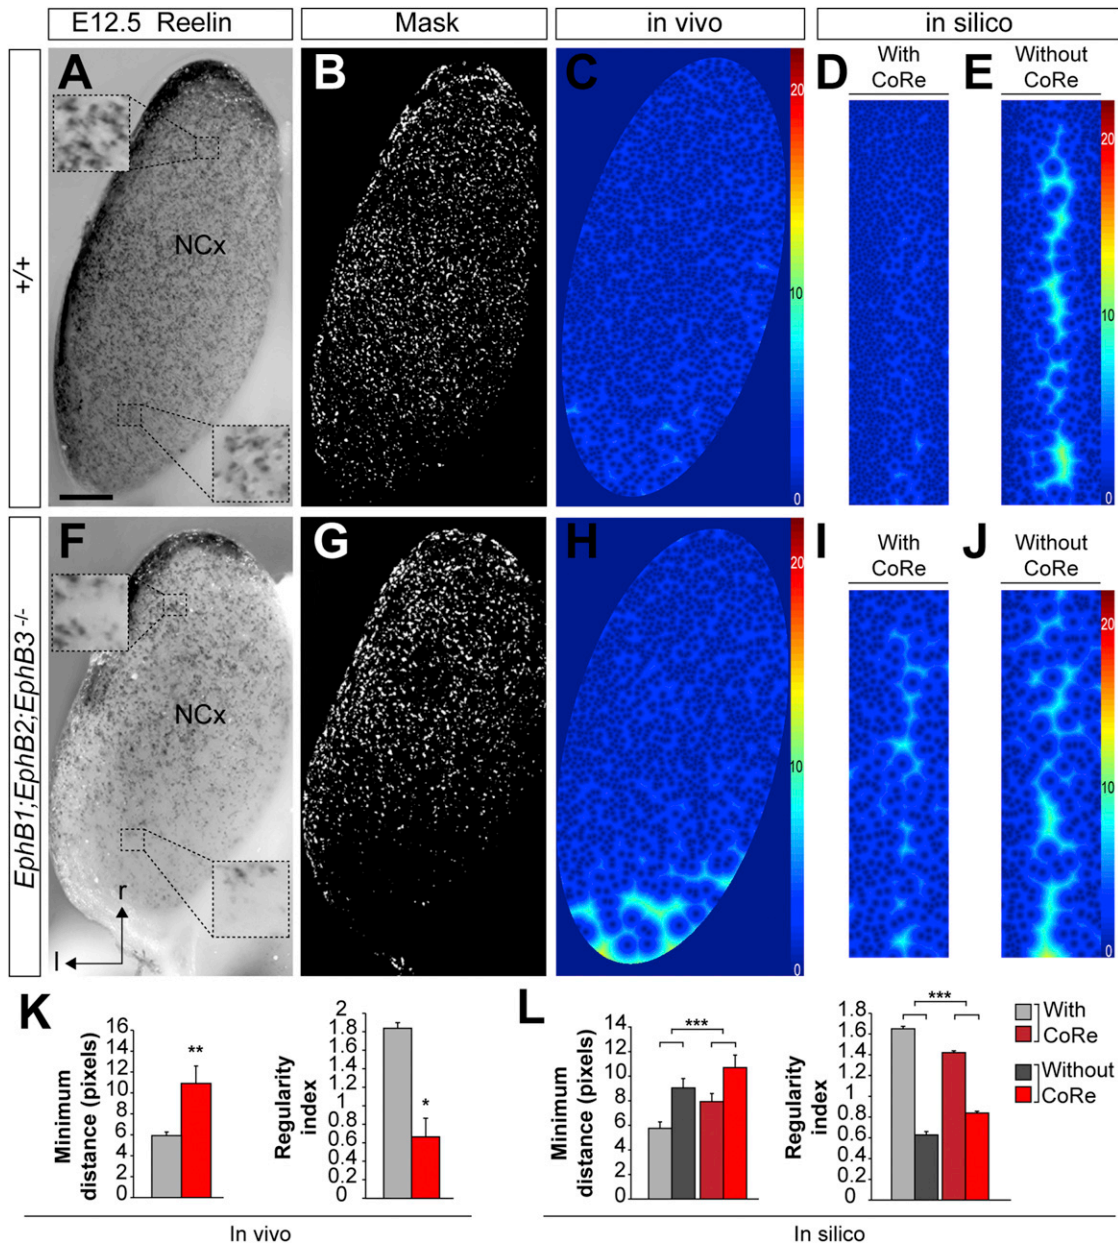 E12.5 Reelin
Mask
in vivo
in silico
+/+
A
NCx
B
C
20
10
0
D
With
CoRe
E
Without
CoRe
20
10
0
EphB1;EphB2;EphB3 -/-
F
NCx
r
l
G
H
20
10
0
I
With
CoRe
J
Without
CoRe
20
10
0
K
Minimum
distance (pixels)
16
14
12
10
8
6
4
2
0
**
Regularity
index
2
1.8
1.6
1.4
1.2
1
0.8
0.6
0.4
0.2
0
*
In vivo
L
Minimum
distance (pixels)
14
12
10
8
6
4
2
0
***
Regularity
index
1.8
1.6
1.4
1.2
1
0.8
0.6
0.4
0.2
0
***
With
CoRe
Without
CoRe
In silico